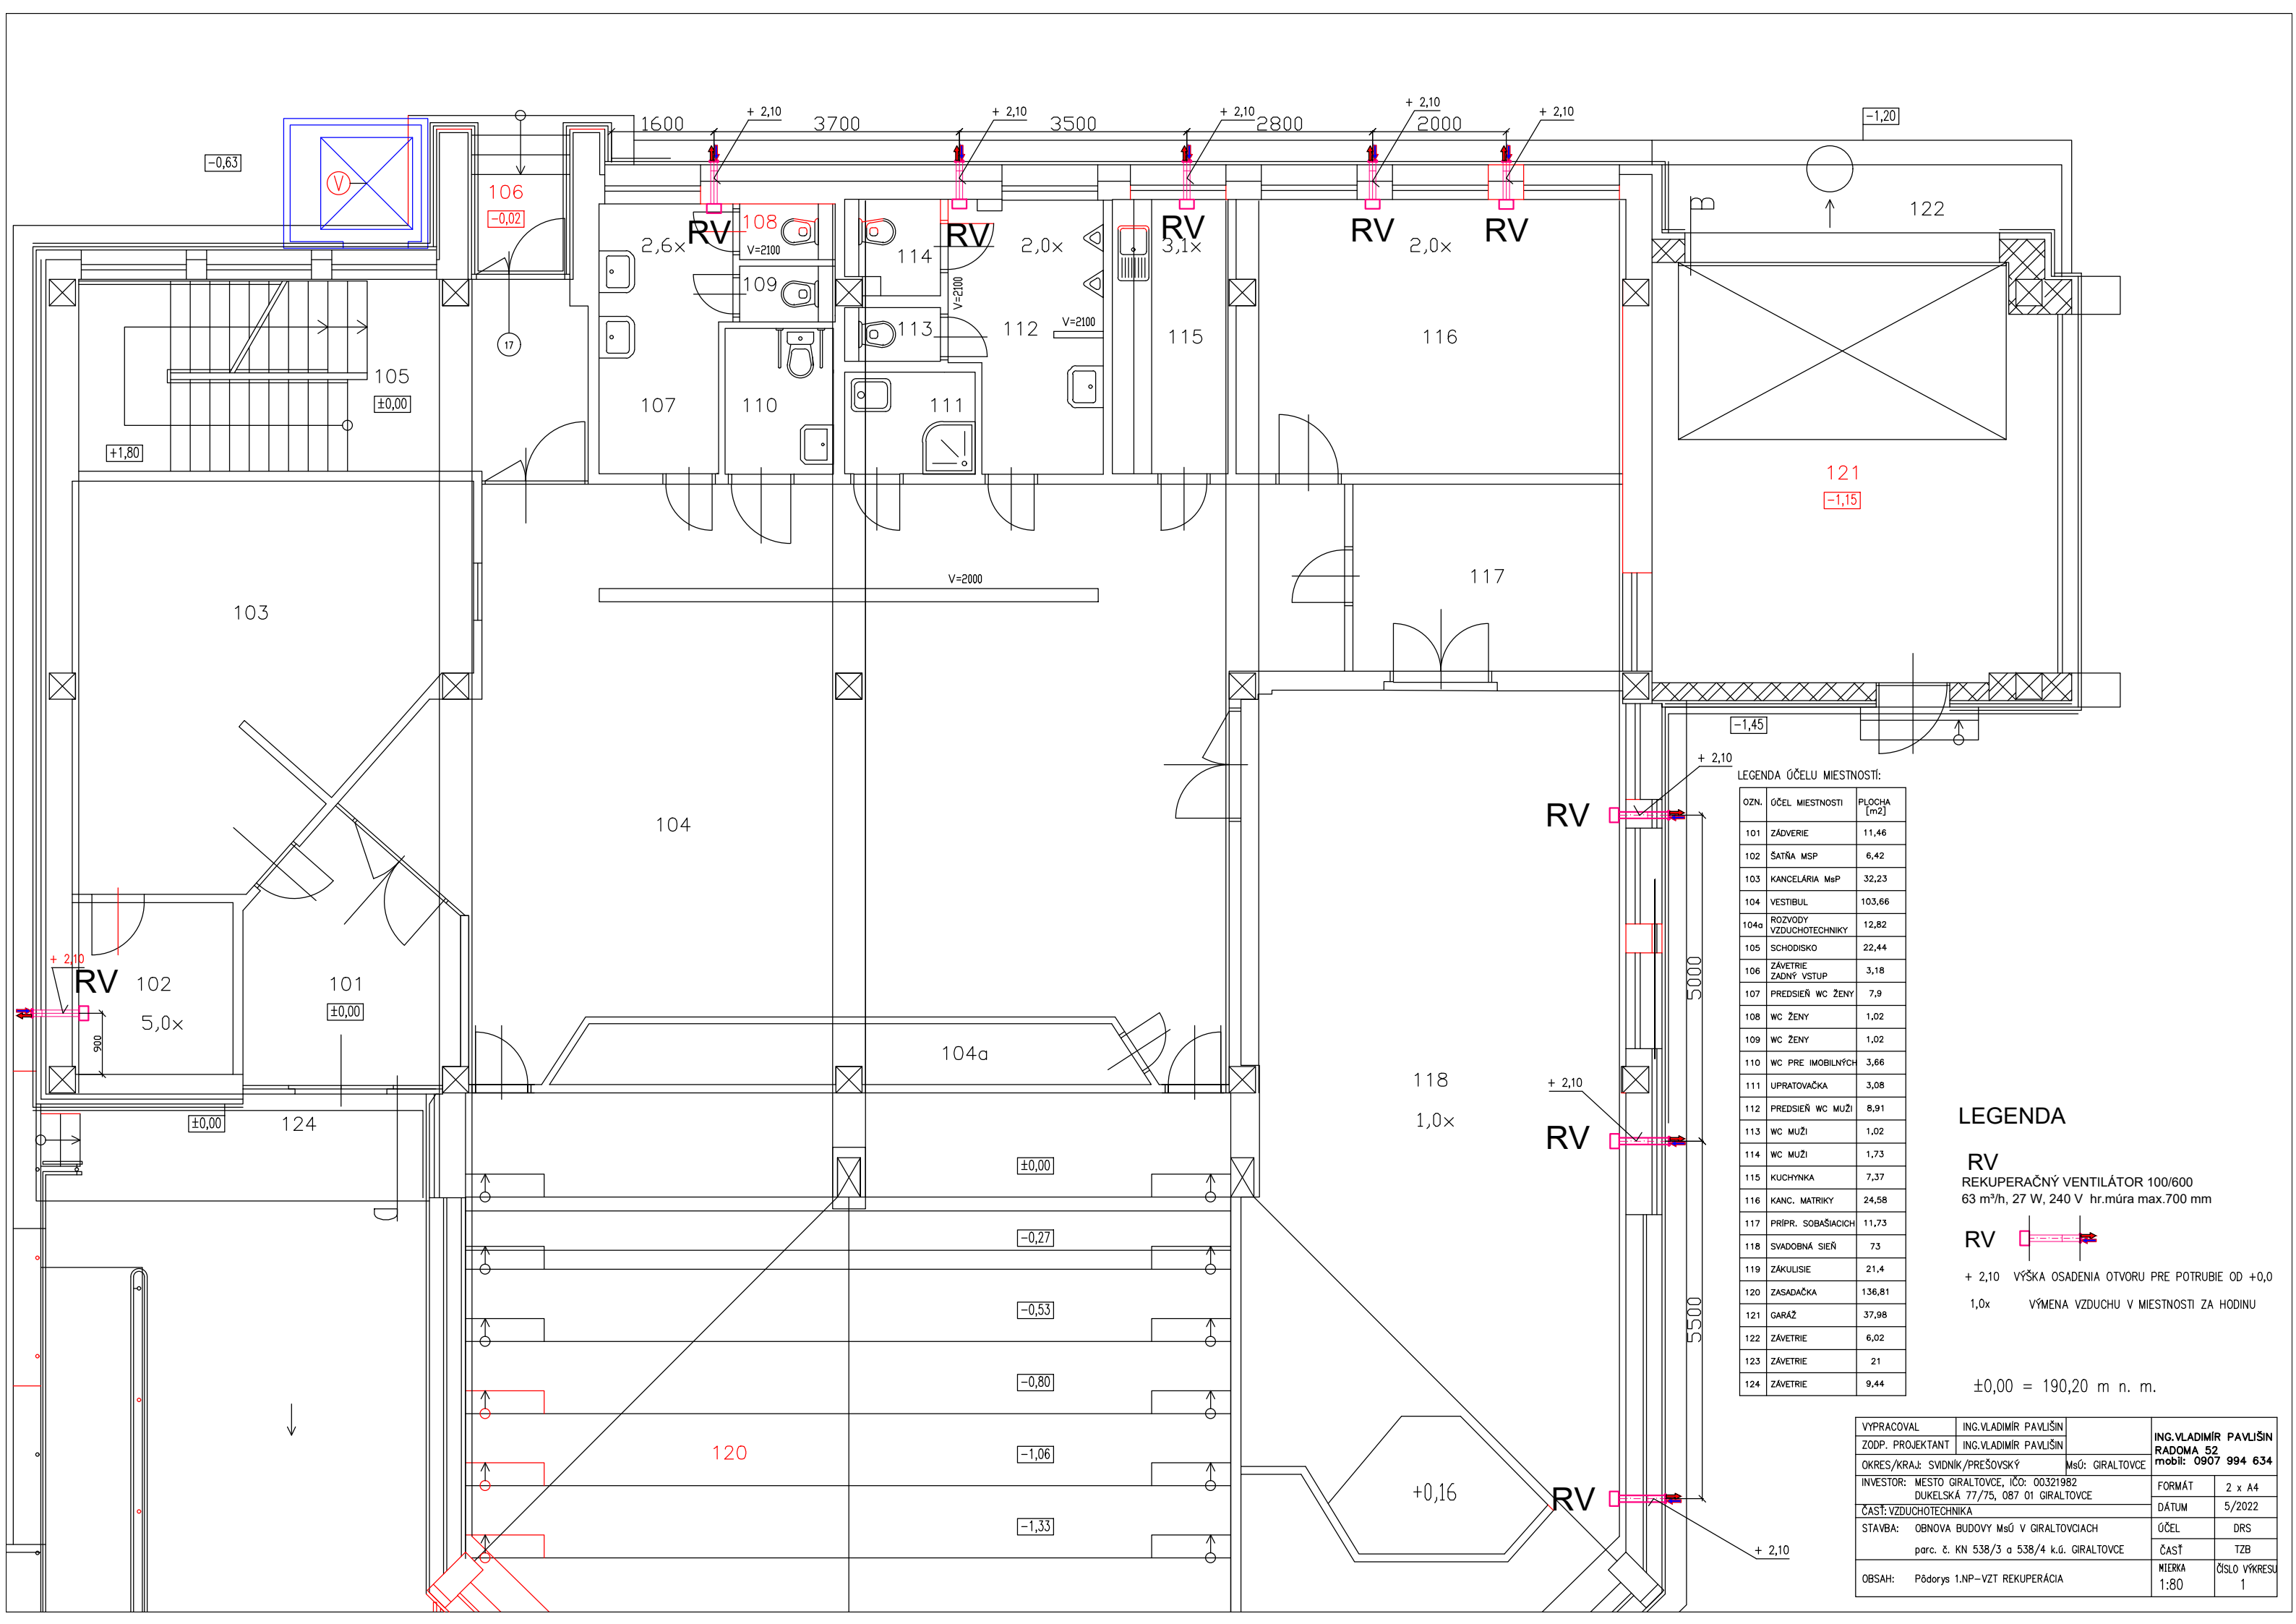 1600 3700 3500 2800 2000
+ 2,10 + 2,10 + 2,10 + 2,10 + 2,10
-1,20
-0,63
V
106
-0,02
108
RV RV RV RV RV
2,6x
V=2100
114
2,0x
3,1x
2,0x
B
122
109
V=2100
113
112
V=2100
115
116
17
105
±0,00
+1,80
107
110
111
121
-1,15
V=2000
117
103
-1,45
+ 2,10
RV
104
5000
+ 2,10
RV
102
101
±0,00
5,0x
900
104a
118
1,0x
+ 2,10
RV
±0,00
124
±0,00
-0,27
-0,53
5500
-0,80
-1,06
120
-1,33
+0,16
RV
+ 2,10
LEGENDA ÚČELU MIESTNOSTÍ:
OZN. ÚČEL MIESTNOSTI PLOCHA [m2]
101 ZÁDVERIE 11,46
102 ŠATŇA MSP 6,42
103 KANCELÁRIA MsP 32,23
104 VESTIBUL 103,66
104a ROZVODY VZDUCHOTECHNIKY 12,82
105 SCHODISKO 22,44
106 ZÁVETRIE ZADNÝ VSTUP 3,18
107 PREDSIEŇ WC ŽENY 7,9
108 WC ŽENY 1,02
109 WC ŽENY 1,02
110 WC PRE IMOBILNÝCH 3,66
111 UPRATOVAČKA 3,08
112 PREDSIEŇ WC MUŽI 8,91
113 WC MUŽI 1,02
114 WC MUŽI 1,73
115 KUCHYNKA 7,37
116 KANC. MATRIKY 24,58
117 PRÍPR. SOBAŠIACICH 11,73
118 SVADOBNÁ SIEŇ 73
119 ZÁKULISIE 21,4
120 ZASADAČKA 136,81
121 GARÁŽ 37,98
122 ZÁVETRIE 6,02
123 ZÁVETRIE 21
124 ZÁVETRIE 9,44
LEGENDA
RV
REKUPERAČNÝ VENTILÁTOR 100/600
63 m³/h, 27 W, 240 V hr.múra max.700 mm
RV
+ 2,10 VÝŠKA OSADENIA OTVORU PRE POTRUBIE OD +0,0
1,0x VÝMENA VZDUCHU V MIESTNOSTI ZA HODINU
±0,00 = 190,20 m n. m.
VYPRACOVAL ING.VLADIMÍR PAVLIŠIN
ZODP. PROJEKTANT ING.VLADIMÍR PAVLIŠIN
ING.VLADIMÍR PAVLIŠIN
RADOMA 52
mobil: 0907 994 634
OKRES/KRAJ: SVIDNÍK/PREŠOVSKÝ MsÚ: GIRALTOVCE
INVESTOR: MESTO GIRALTOVCE, IČO: 00321982
DUKELSKÁ 77/75, 087 01 GIRALTOVCE
FORMÁT 2 x A4
ČASŤ: VZDUCHOTECHNIKA
DÁTUM 5/2022
STAVBA: OBNOVA BUDOVY MsÚ V GIRALTOVCIACH
parc. č. KN 538/3 a 538/4 k.ú. GIRALTOVCE
ÚČEL DRS
ČASŤ TZB
OBSAH: Pôdorys 1.NP-VZT REKUPERÁCIA
MIERKA 1:80
ČÍSLO VÝKRESU 1